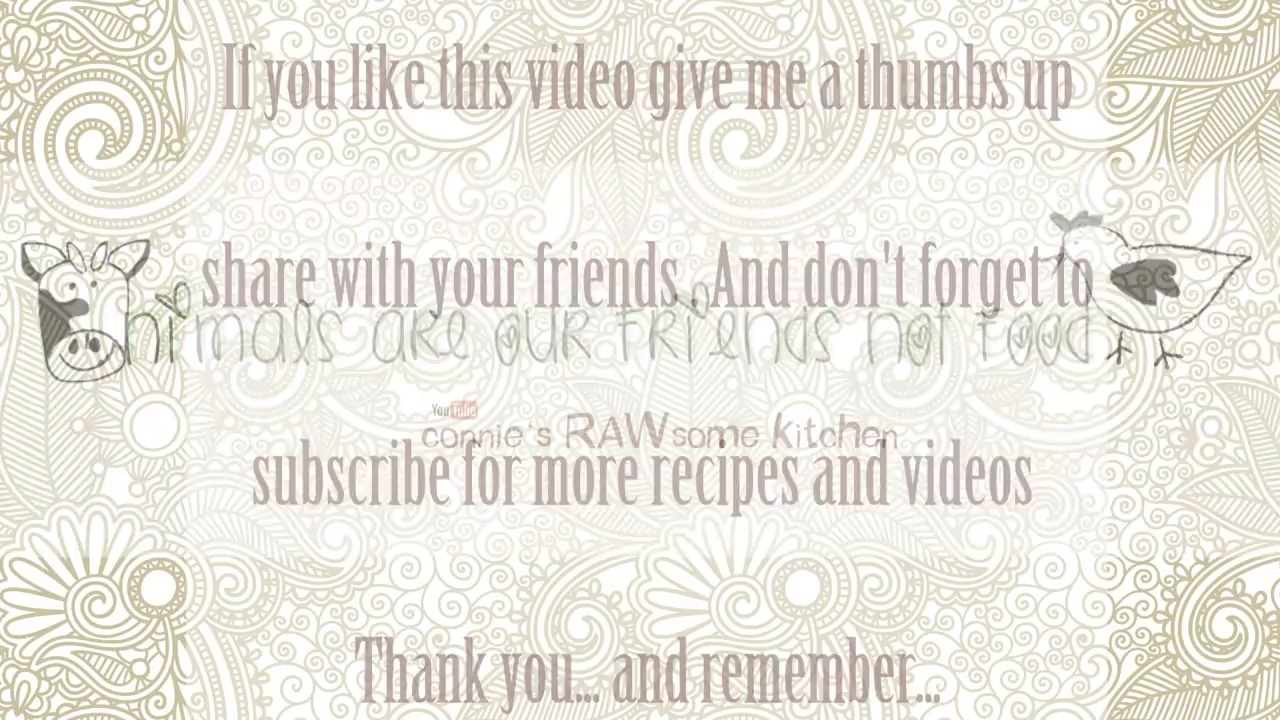 If you like this video give me a thumbs up
share with your friends. And don't forget to
nimals are our friends not food
YouTube
connie's RAWsome kitchen
subscribe for more recipes and videos
Thank you... and remember...